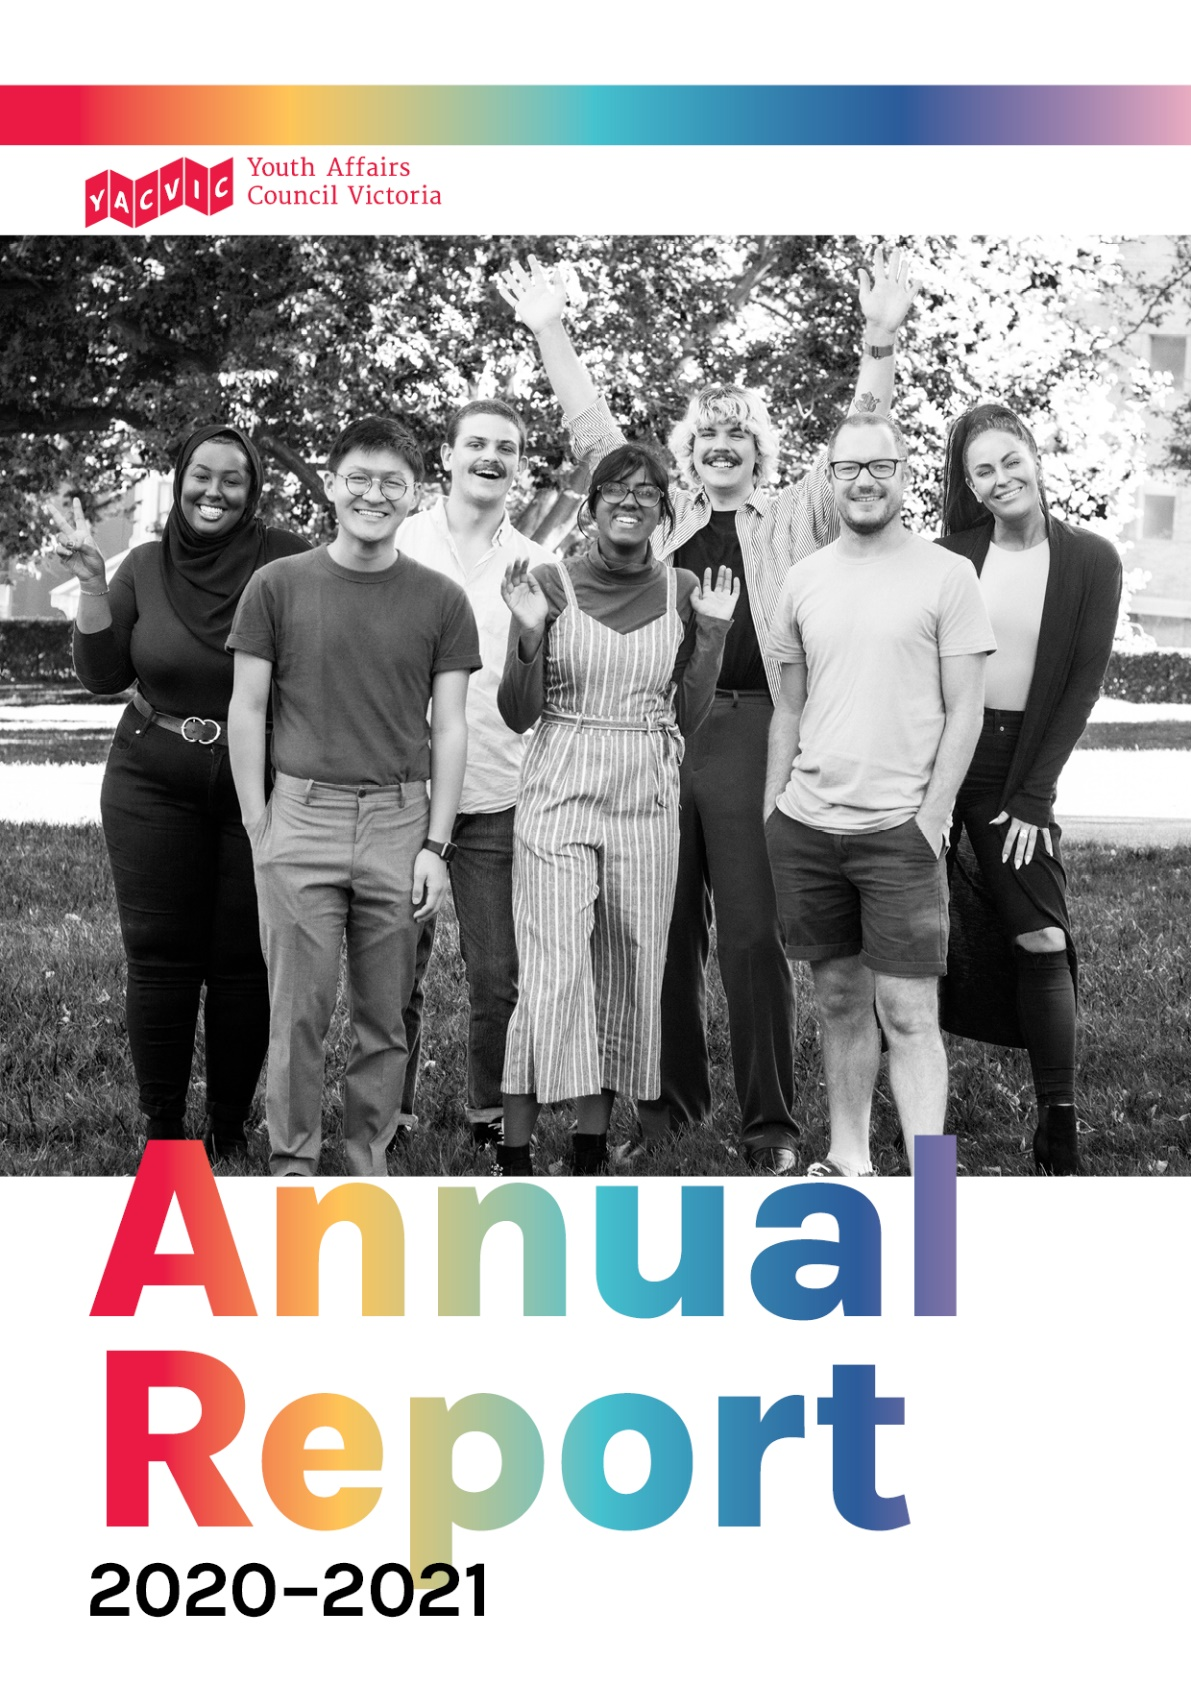 YACVIC
Youth Affairs
Council Victoria
Annual
Report
2020–2021